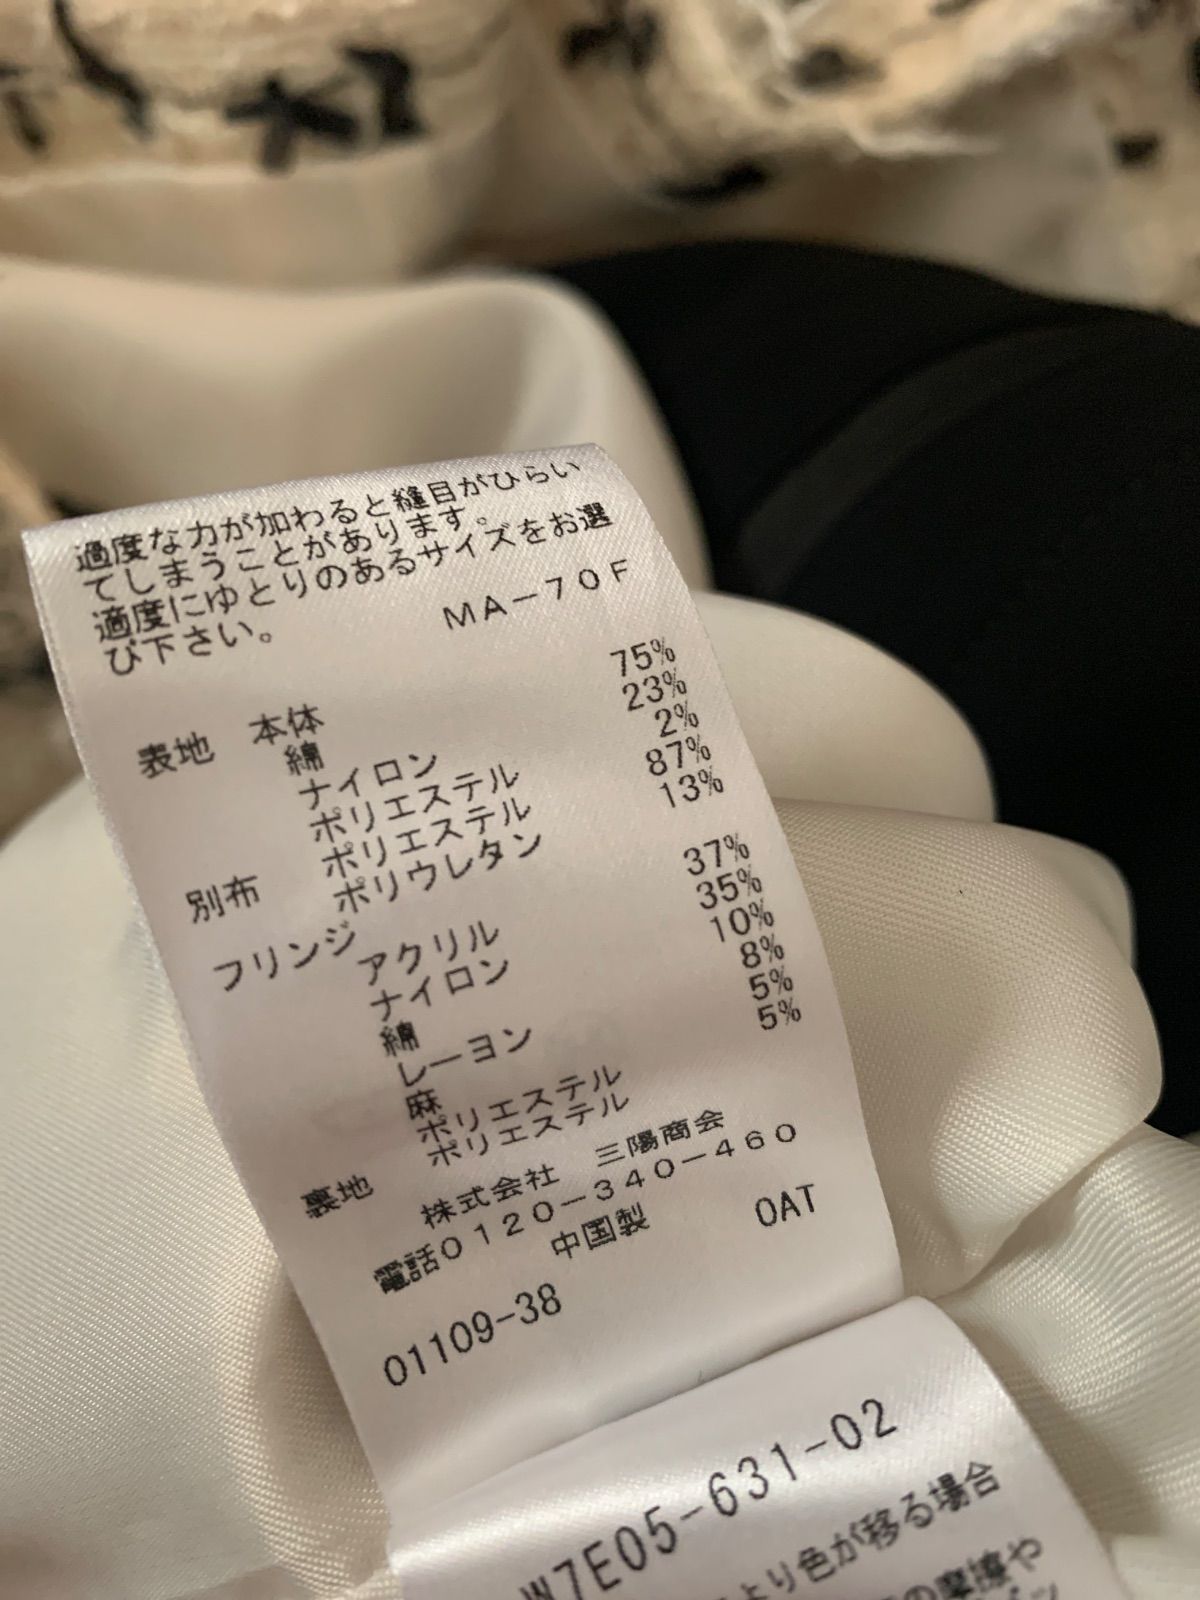 過度な力が加わると縫目がひらい
てしまうことがあります。
適度にゆとりのあるサイズをお選
び下さい。
MA-70F
表地 本体
綿 75%
ナイロン 23%
ポリエステル 2%
ポリエステル 87%
別布 ポリウレタン 13%
フリンジ
アクリル 37%
ナイロン 35%
綿 10%
レーヨン 8%
麻 5%
ポリエステル 5%
裏地 ポリエステル
株式会社 三陽商会
電話0120-340-460
中国製 OAT
01109-38
W7E05-631-02
より色が移る場合
の摩擦や